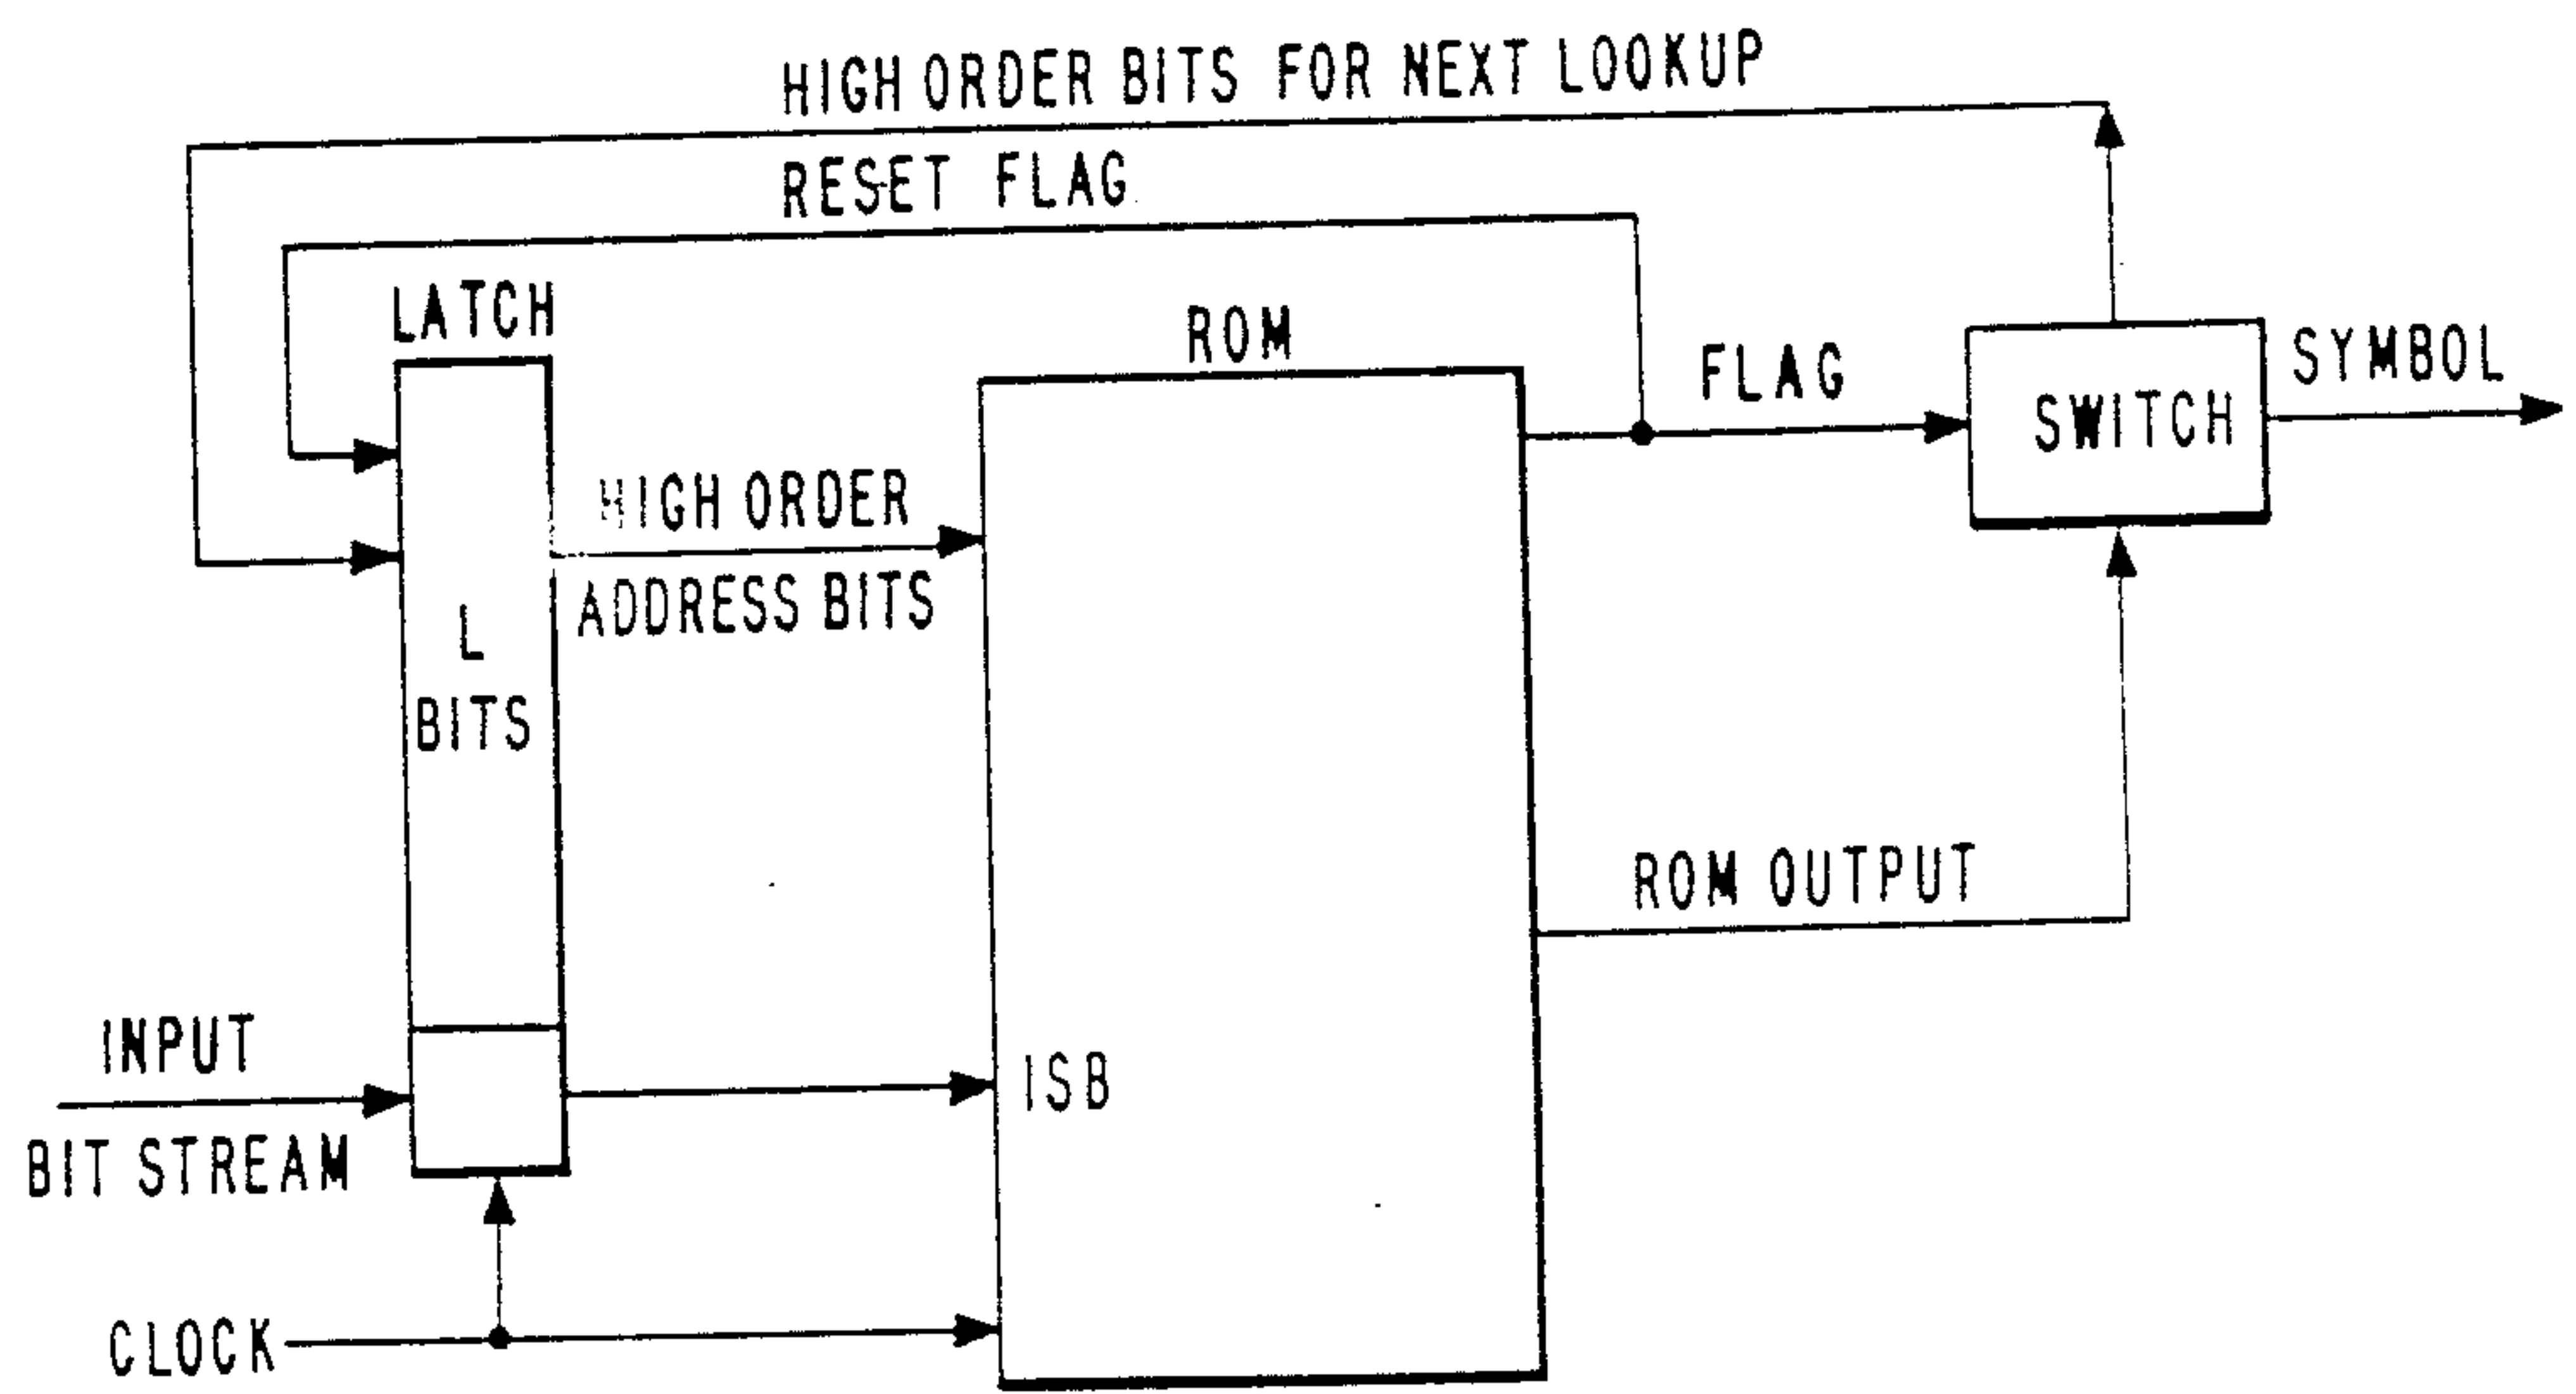 HIGH ORDER BITS FOR NEXT LOOKUP
RESET FLAG
LATCH
ROM
FLAG
SWITCH
SYMBOL
HIGH ORDER
ADDRESS BITS
L
BITS
ROM OUTPUT
INPUT
BIT STREAM
ISB
CLOCK